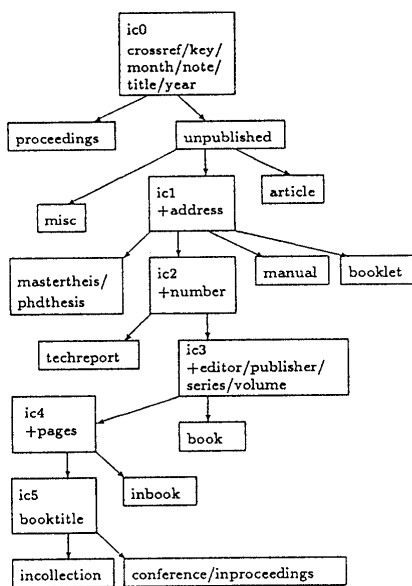 ic0
crossref/key/
month/note/
title/year
proceedings
unpublished
misc
ic1
+address
article
mastertheis/
phdthesis
ic2
+number
manual
booklet
techreport
ic3
+editor/publisher/
series/volume
ic4
+pages
book
ic5
booktitle
inbook
incollection
conference/inproceedings